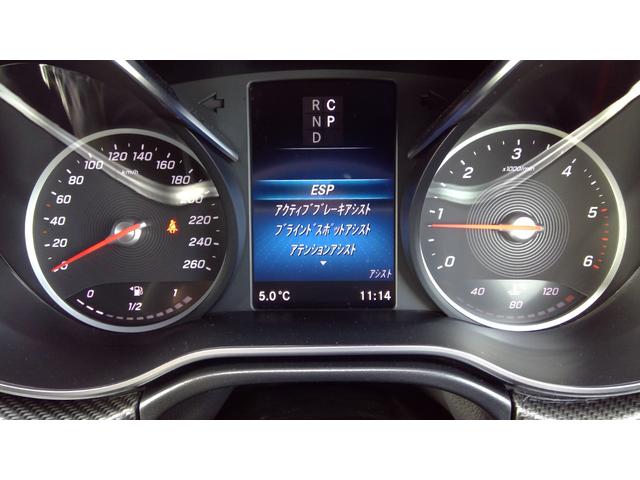 100 120 140 160 180 200 220 260
80 60 40 20 0
km/h
0 1/2 1
R C
N P
D
ESP
アクティブブレーキアシスト
ブラインドスポットアシスト
アテンションアシスト
アシスト
5.0℃ 11:14
0 1 2 3 4 5 6
x1000/min
40 80 120